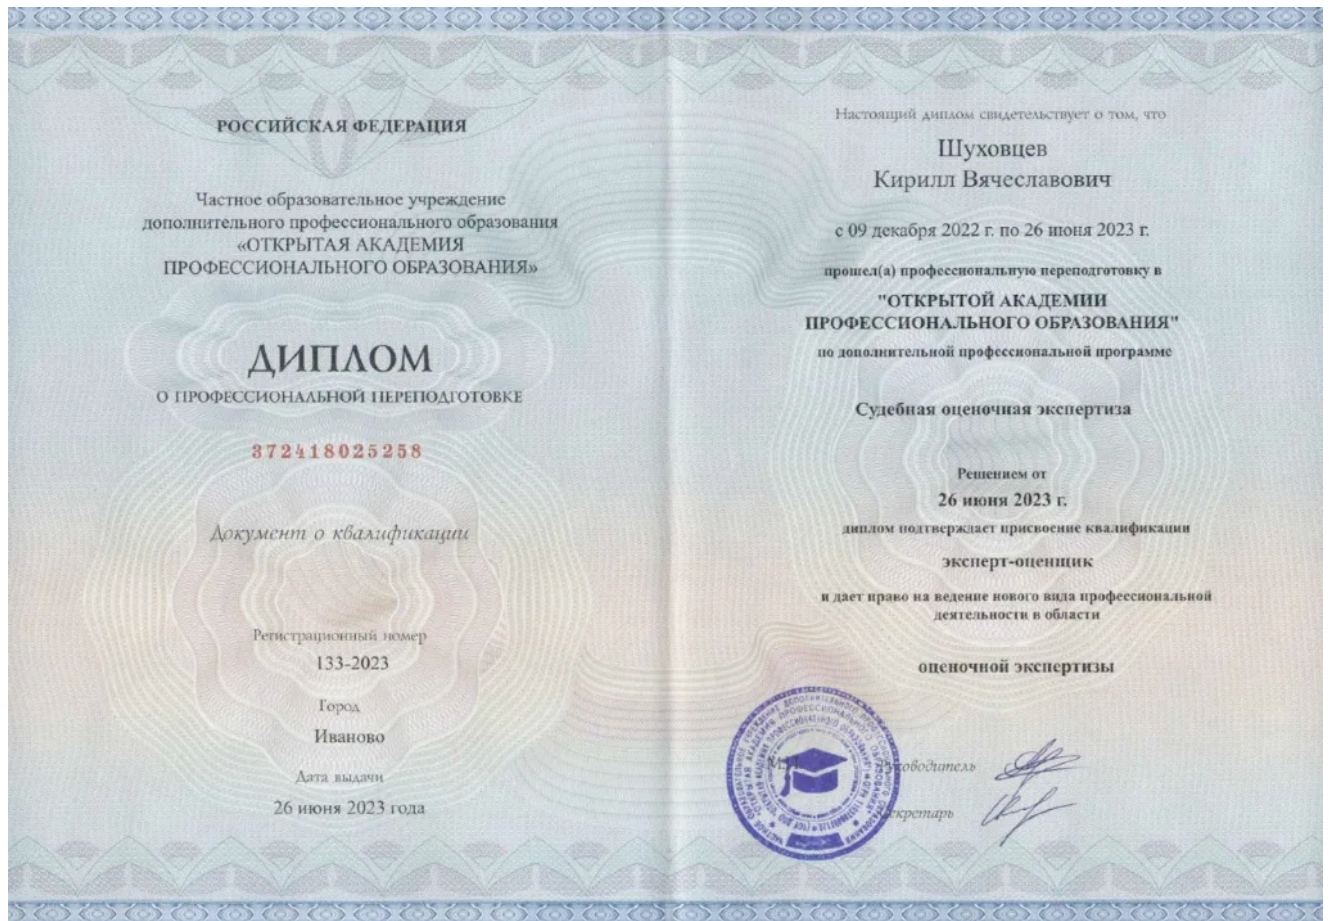 РОССИЙСКАЯ ФЕДЕРАЦИЯ
Частное образовательное учреждение
дополнительного профессионального образования
«ОТКРЫТАЯ АКАДЕМИЯ
ПРОФЕССИОНАЛЬНОГО ОБРАЗОВАНИЯ»
ДИПЛОМ
О ПРОФЕССИОНАЛЬНОЙ ПЕРЕПОДГОТОВКЕ
372418025258
Документ о квалификации
Регистрационный номер
133-2023
Город
Иваново
Дата выдачи
26 июня 2023 года
Настоящий диплом свидетельствует о том, что
Шуховцев
Кирилл Вячеславович
с 09 декабря 2022 г. по 26 июня 2023 г.
прошел(а) профессиональную переподготовку в
"ОТКРЫТОЙ АКАДЕМИИ
ПРОФЕССИОНАЛЬНОГО ОБРАЗОВАНИЯ"
по дополнительной профессиональной программе
Судебная оценочная экспертиза
Решением от
26 июня 2023 г.
диплом подтверждает присвоение квалификации
эксперт-оценщик
и дает право на ведение нового вида профессиональной
деятельности в области
оценочной экспертизы
М.П.
Руководитель
Секретарь